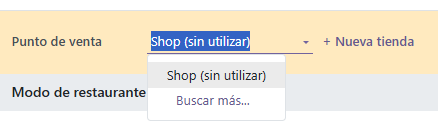 Punto de venta Shop (sin utilizar) + Nueva tienda
Shop (sin utilizar)
Modo de restaurante
Buscar más...